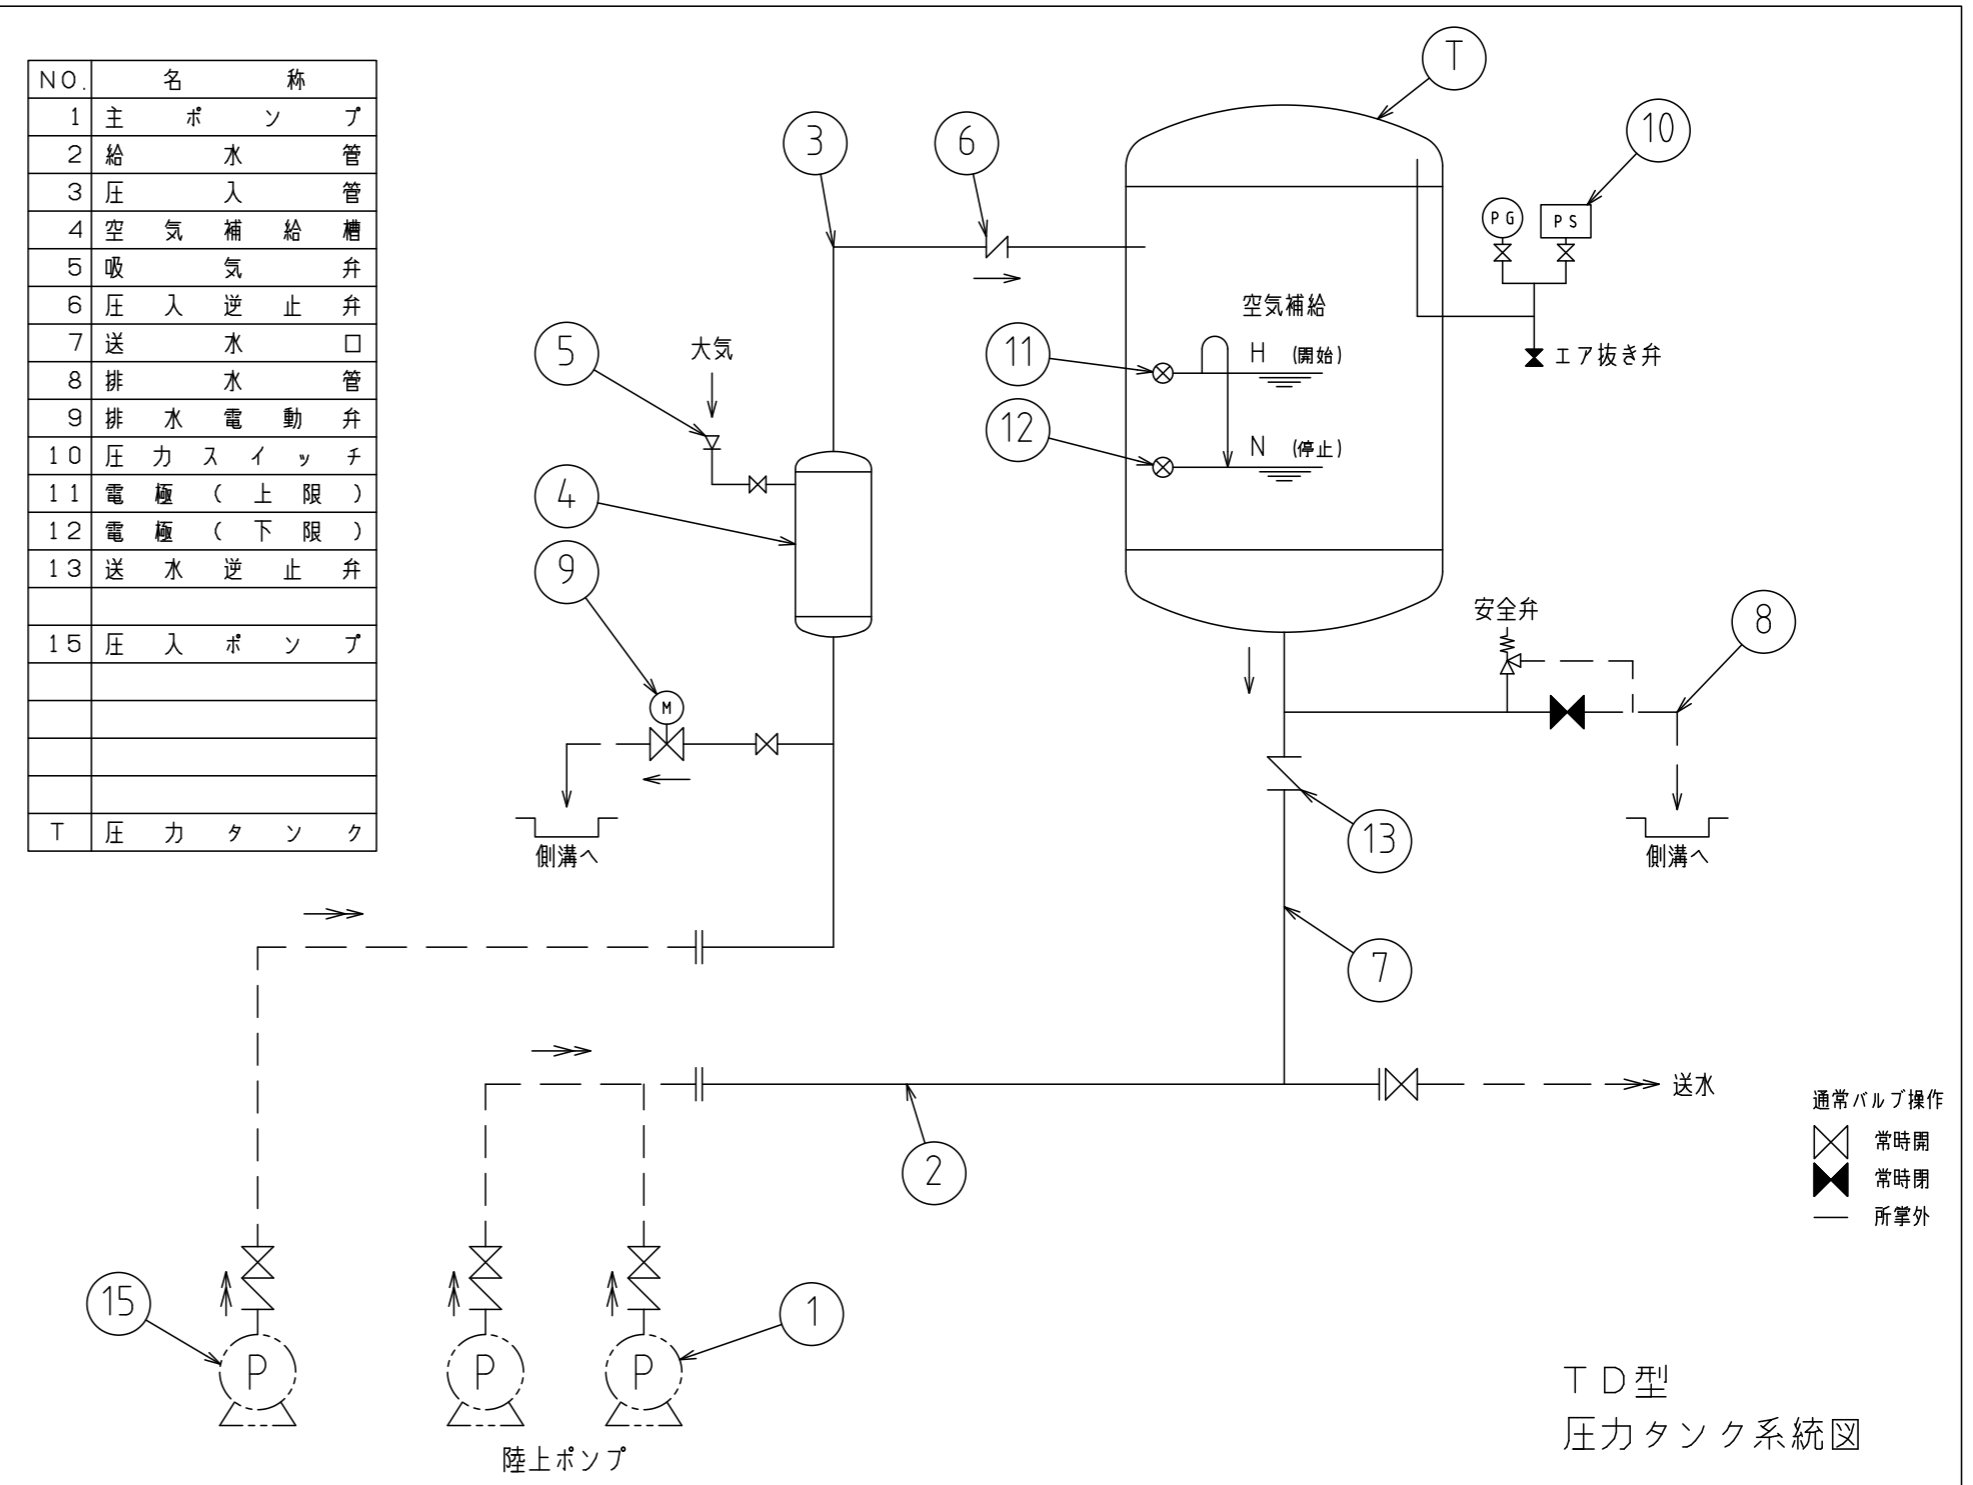 NO. 名称
1 主ポンプ
2 給水管
3 圧入管
4 空気補給槽
5 吸気弁
6 圧入逆止弁
7 送水口
8 排水管
9 排水電動弁
10 圧力スイッチ
11 電極(上限)
12 電極(下限)
13 送水逆止弁
15 圧入ポンプ
T 圧力タンク
T
3
6
10
PG
PS
空気補給
5
大気
11
H (開始)
エア抜き弁
12
N (停止)
4
9
安全弁
8
M
13
側溝へ
側溝へ
7
送水
通常バルブ操作
常時開
常時閉
所掌外
2
15
1
P
P
P
陸上ポンプ
TD型
圧力タンク系統図